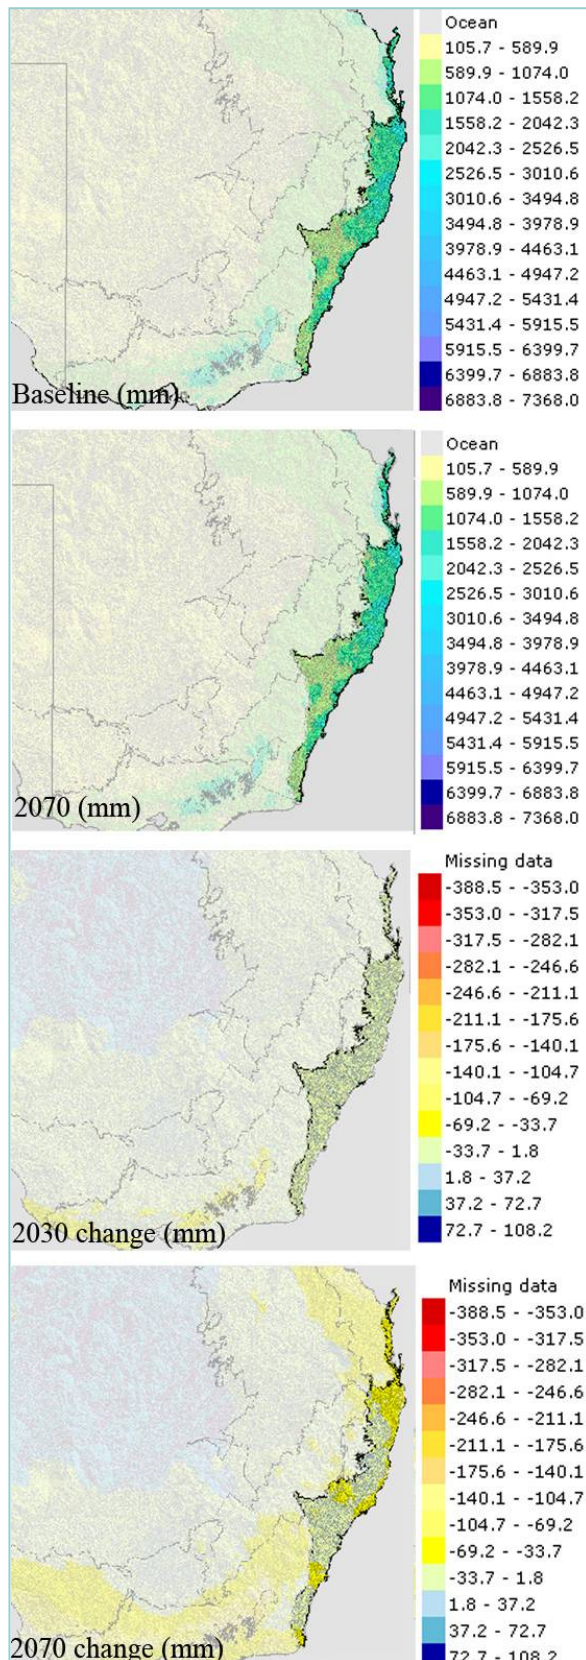 Ocean
105.7 - 589.9
589.9 - 1074.0
1074.0 - 1558.2
1558.2 - 2042.3
2042.3 - 2526.5
2526.5 - 3010.6
3010.6 - 3494.8
3494.8 - 3978.9
3978.9 - 4463.1
4463.1 - 4947.2
4947.2 - 5431.4
5431.4 - 5915.5
5915.5 - 6399.7
6399.7 - 6883.8
6883.8 - 7368.0
Baseline (mm)
Ocean
105.7 - 589.9
589.9 - 1074.0
1074.0 - 1558.2
1558.2 - 2042.3
2042.3 - 2526.5
2526.5 - 3010.6
3010.6 - 3494.8
3494.8 - 3978.9
3978.9 - 4463.1
4463.1 - 4947.2
4947.2 - 5431.4
5431.4 - 5915.5
5915.5 - 6399.7
6399.7 - 6883.8
6883.8 - 7368.0
2070 (mm)
Missing data
-388.5 - -353.0
-353.0 - -317.5
-317.5 - -282.1
-282.1 - -246.6
-246.6 - -211.1
-211.1 - -175.6
-175.6 - -140.1
-140.1 - -104.7
-104.7 - -69.2
-69.2 - -33.7
-33.7 - 1.8
1.8 - 37.2
37.2 - 72.7
72.7 - 108.2
2030 change (mm)
Missing data
-388.5 - -353.0
-353.0 - -317.5
-317.5 - -282.1
-282.1 - -246.6
-246.6 - -211.1
-211.1 - -175.6
-175.6 - -140.1
-140.1 - -104.7
-104.7 - -69.2
-69.2 - -33.7
-33.7 - 1.8
1.8 - 37.2
37.2 - 72.7
72.7 - 108.2
2070 change (mm)